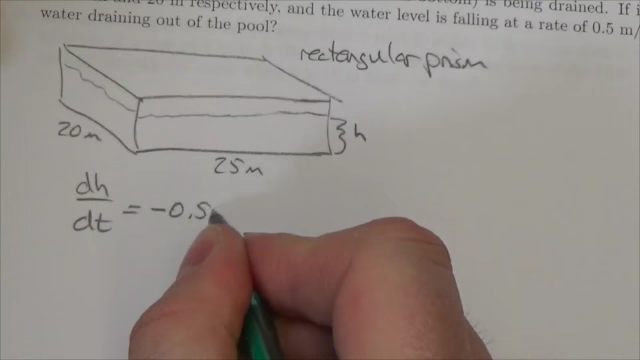 and 20 m respectively, and the water level is falling at a rate of 0.5 m/
water draining out of the pool?
rectangular prism
20m
h
25m
dh
dt = -0.5